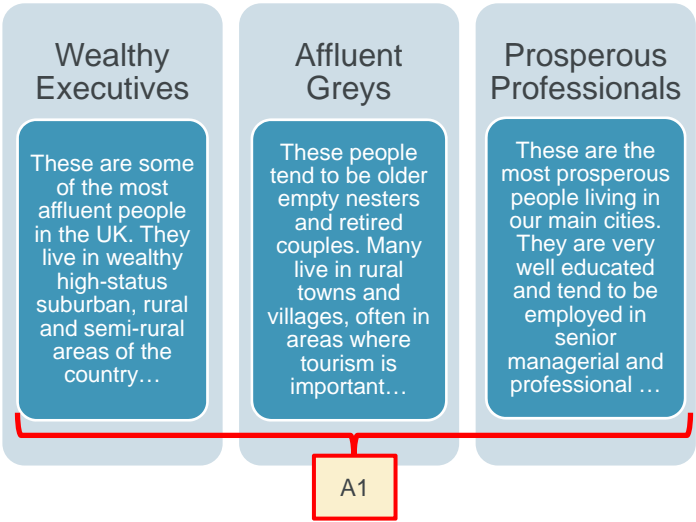 Wealthy
Executives
These are some
of the most
affluent people
in the UK. They
live in wealthy
high-status
suburban, rural
and semi-rural
areas of the
country…
Affluent
Greys
These people
tend to be older
empty nesters
and retired
couples. Many
live in rural
towns and
villages, often in
areas where
tourism is
important…
Prosperous
Professionals
These are the
most prosperous
people living in
our main cities.
They are very
well educated
and tend to be
employed in
senior
managerial and
professional …
A1